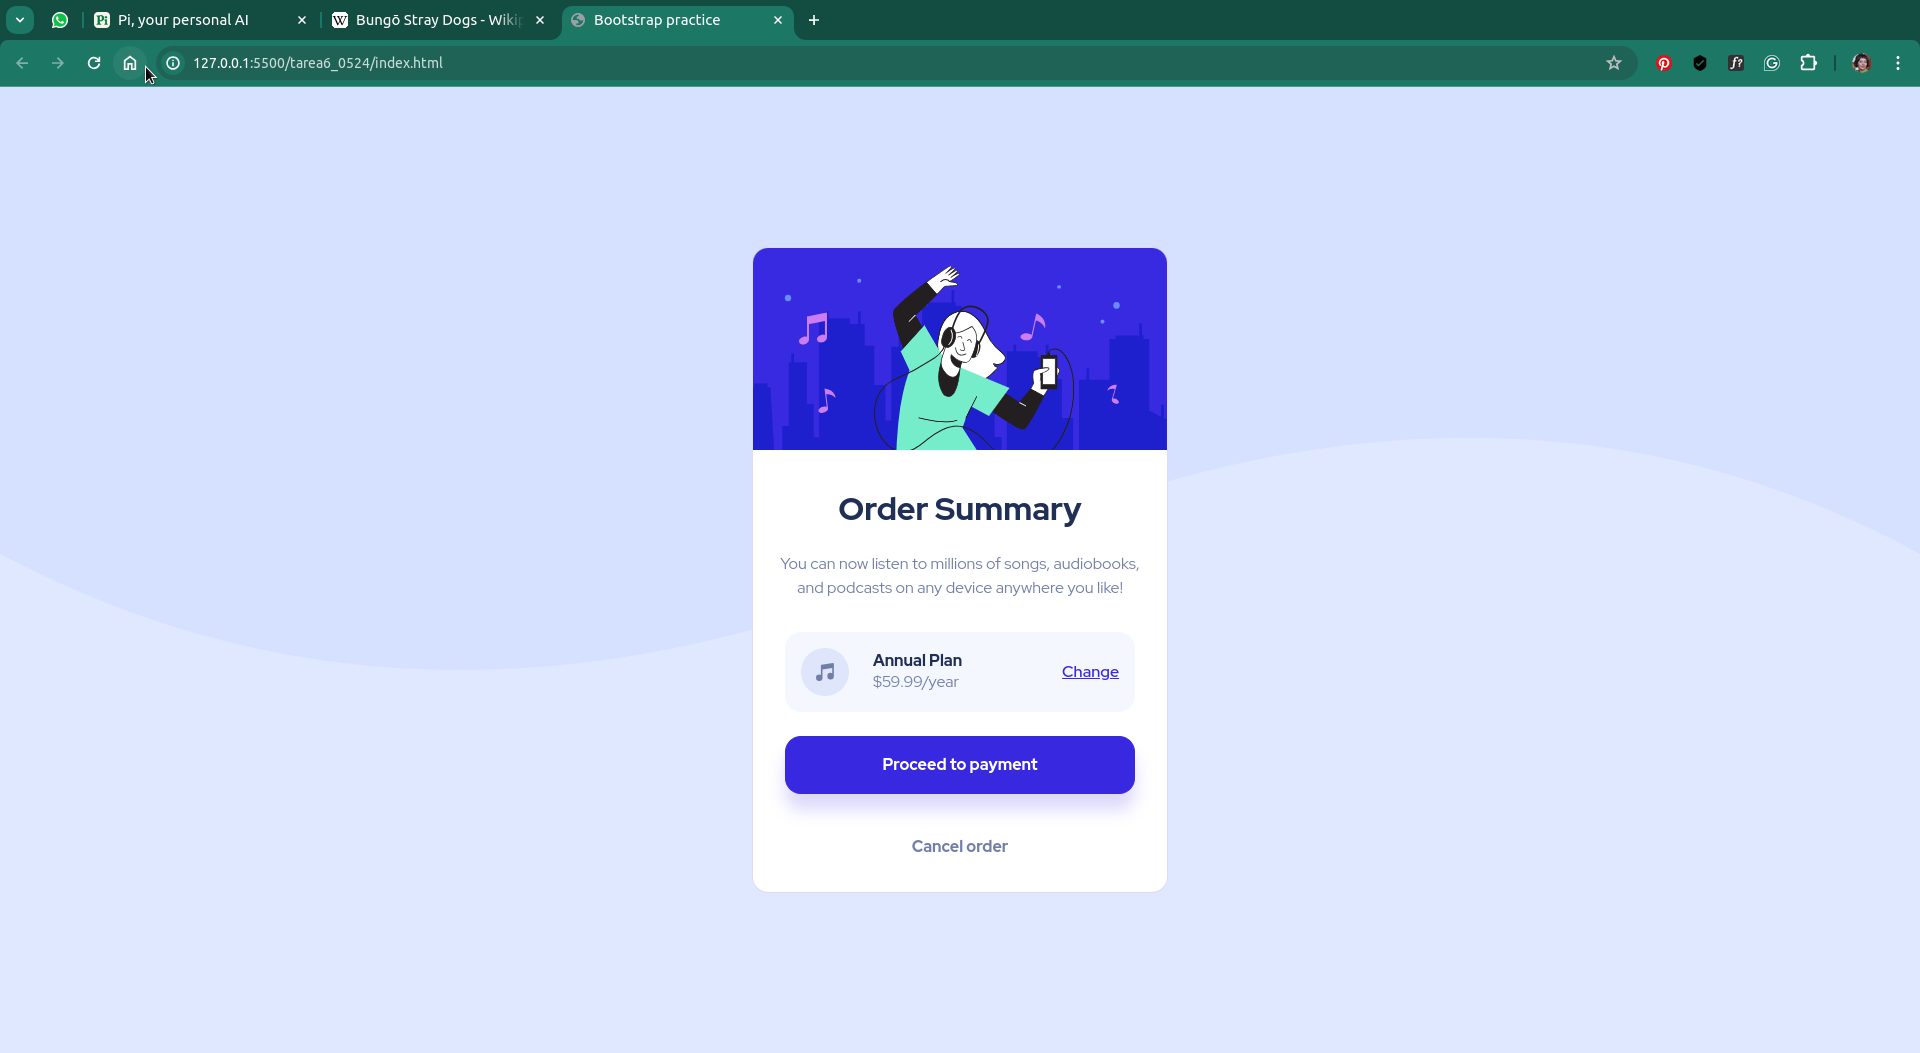 Pi, your personal AI
Bungō Stray Dogs - Wikip
Bootstrap practice
127.0.0.1:5500/tarea6_0524/index.html
Order Summary
You can now listen to millions of songs, audiobooks,
and podcasts on any device anywhere you like!
Annual Plan
$59.99/year
Change
Proceed to payment
Cancel order